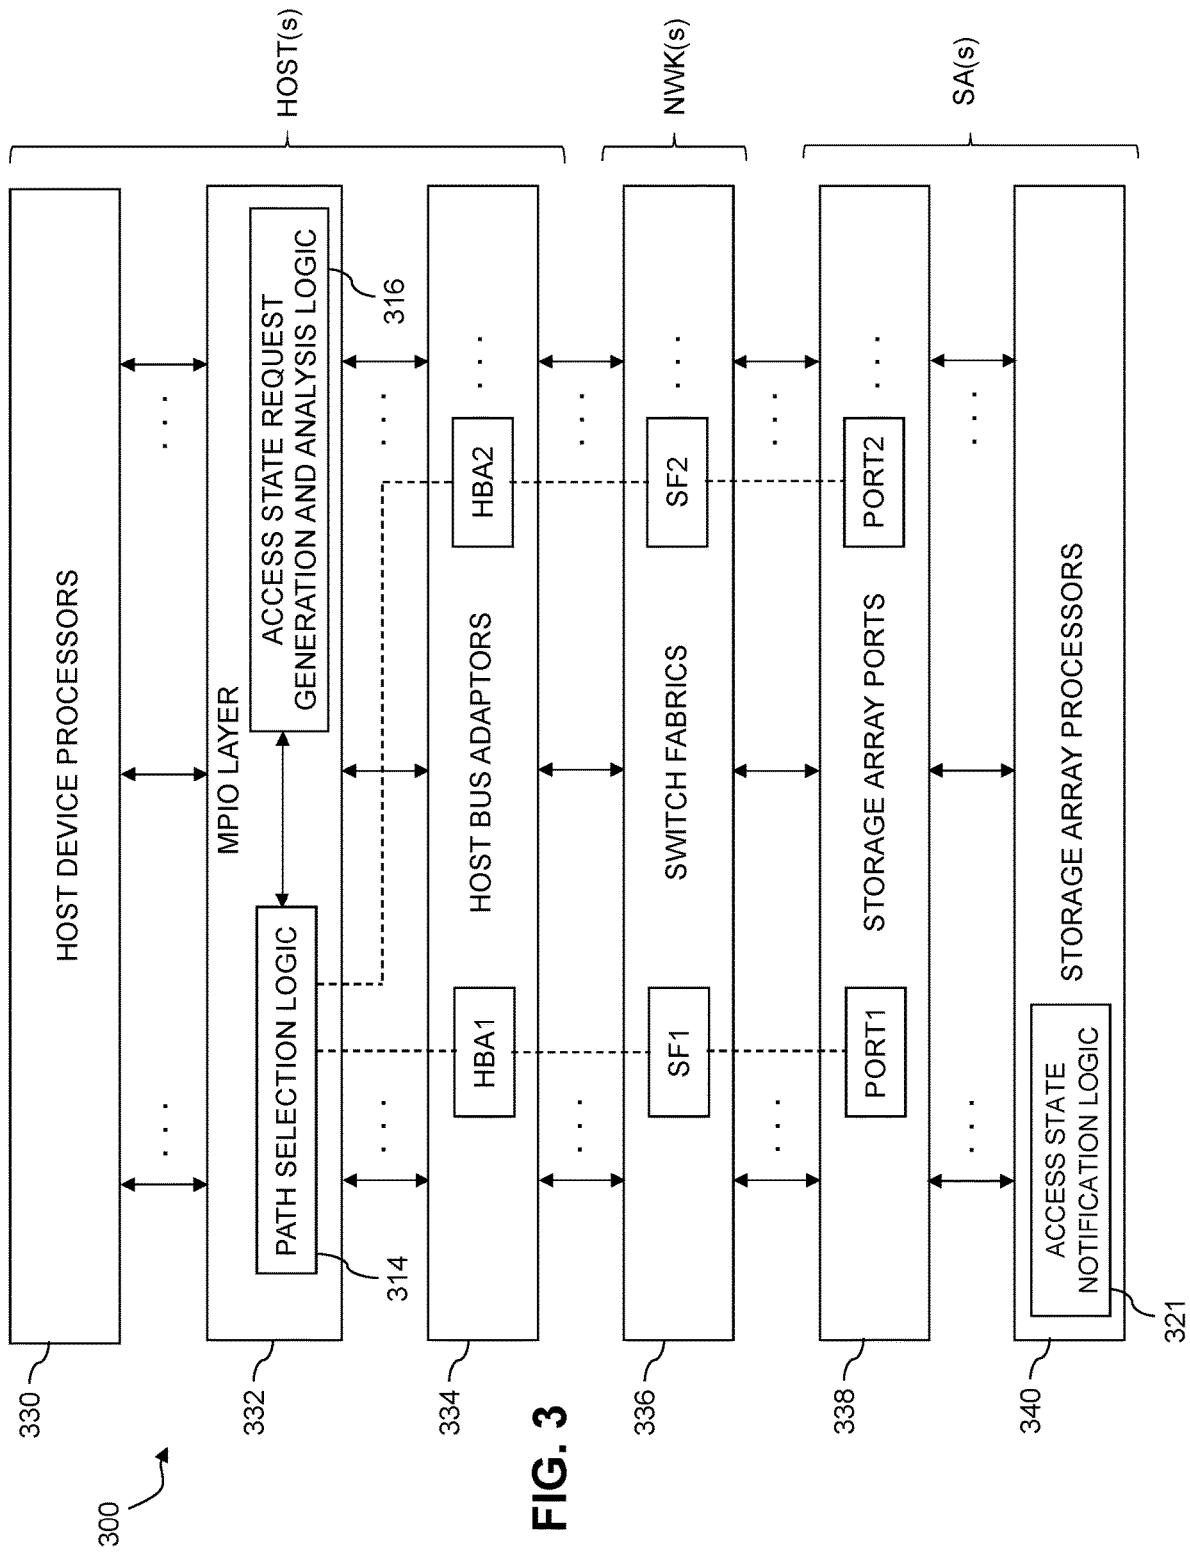 300
330
HOST DEVICE PROCESSORS
HOST(s)
. . .
. . .
332
MPIO LAYER
PATH SELECTION LOGIC
314
ACCESS STATE REQUEST
GENERATION AND ANALYSIS LOGIC
316
. . .
. . .
334
HBA1
HOST BUS ADAPTORS
HBA2
. . .
. . .
. . .
336
SF1
SWITCH FABRICS
SF2
. . .
NWK(s)
. . .
. . .
338
PORT1
STORAGE ARRAY PORTS
PORT2
. . .
SA(s)
. . .
. . .
340
ACCESS STATE
NOTIFICATION LOGIC
321
STORAGE ARRAY PROCESSORS
FIG. 3